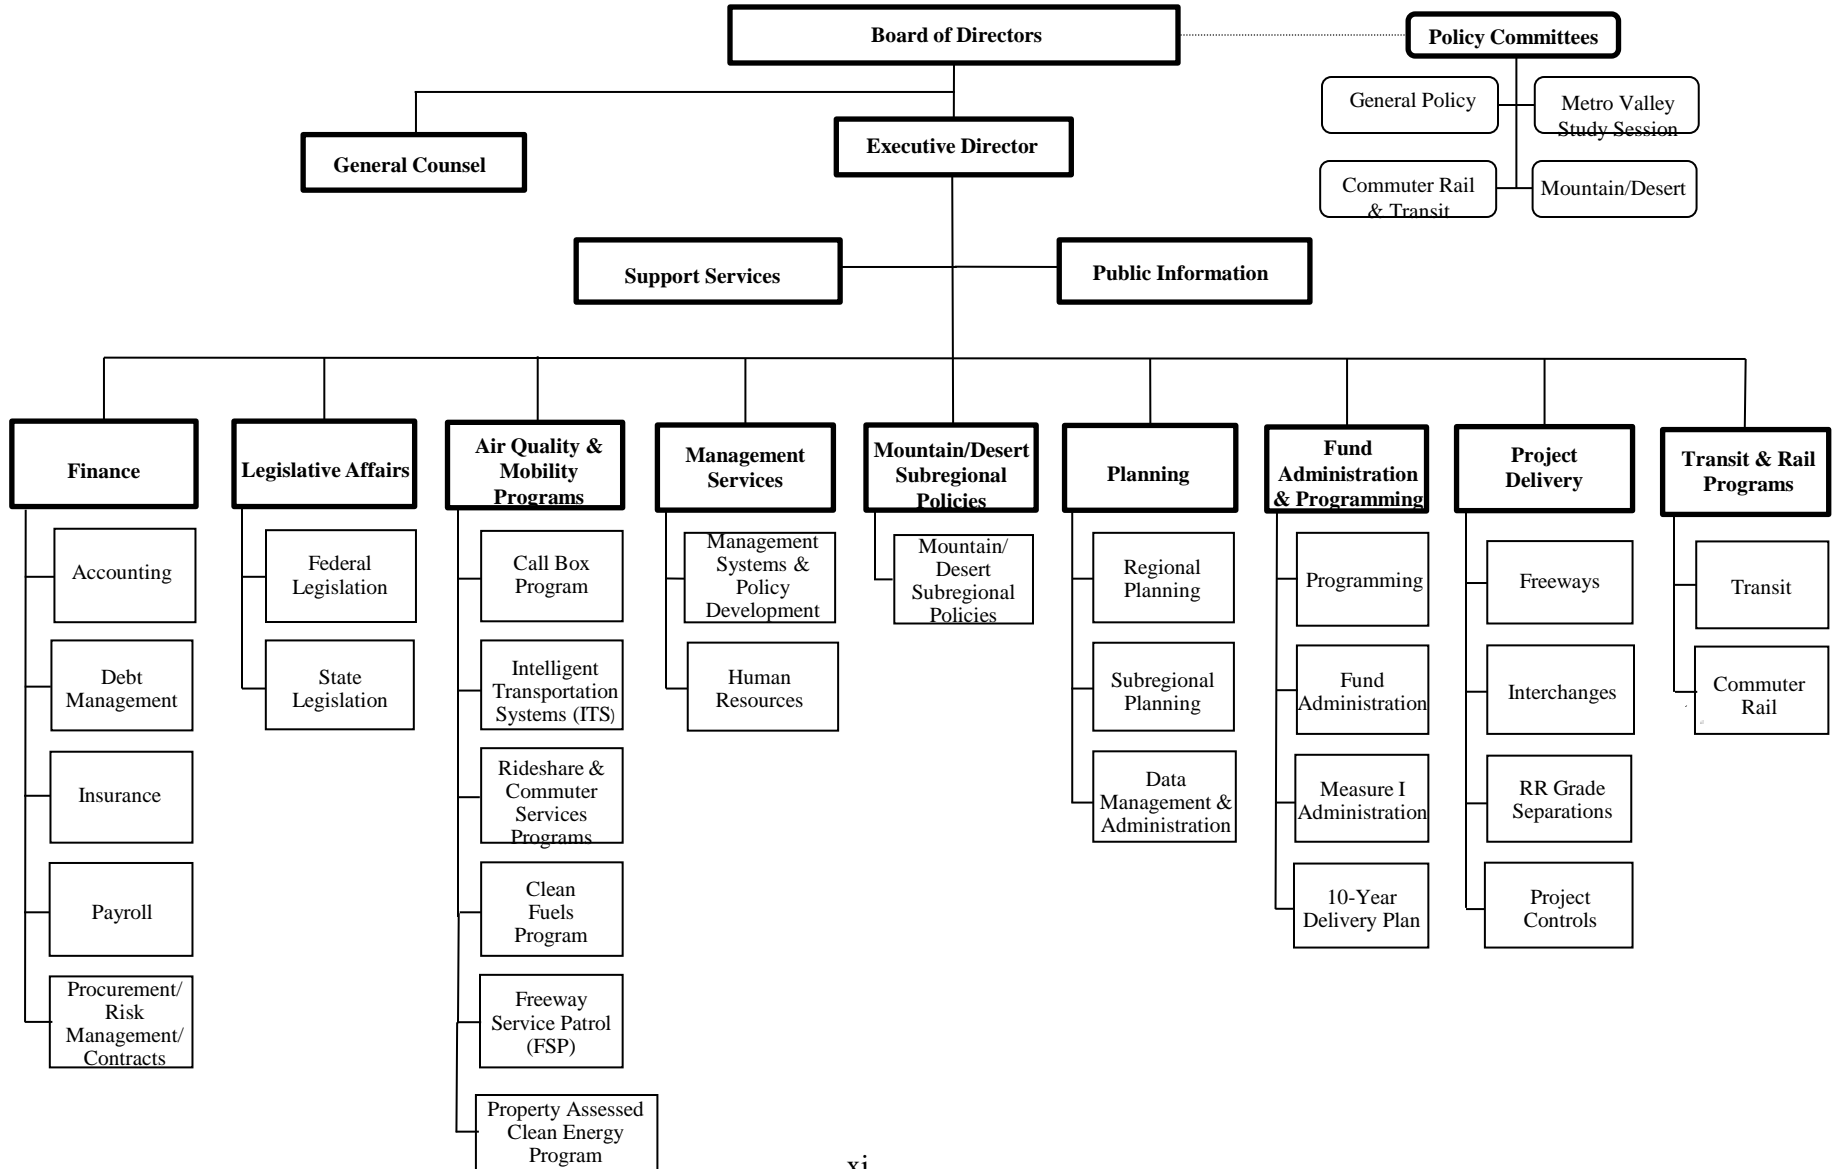 Board of Directors
Policy Committees
General Policy
Metro Valley
Study Session
Commuter Rail
& Transit
Mountain/Desert
General Counsel
Executive Director
Support Services
Public Information
Finance
Accounting
Debt
Management
Insurance
Payroll
Procurement/
Risk
Management/
Contracts
Legislative Affairs
Federal
Legislation
State
Legislation
Air Quality &
Mobility
Programs
Call Box
Program
Intelligent
Transportation
Systems (ITS)
Rideshare &
Commuter
Services
Programs
Clean
Fuels
Program
Freeway
Service Patrol
(FSP)
Property Assessed
Clean Energy
Program
Management
Services
Management
Systems &
Policy
Development
Human
Resources
Mountain/Desert
Subregional
Policies
Mountain/
Desert
Subregional
Policies
Planning
Regional
Planning
Subregional
Planning
Data
Management &
Administration
Fund
Administration
& Programming
Programming
Fund
Administration
Measure I
Administration
10-Year
Delivery Plan
Project
Delivery
Freeways
Interchanges
RR Grade
Separations
Project
Controls
Transit & Rail
Programs
Transit
Commuter
Rail
xi